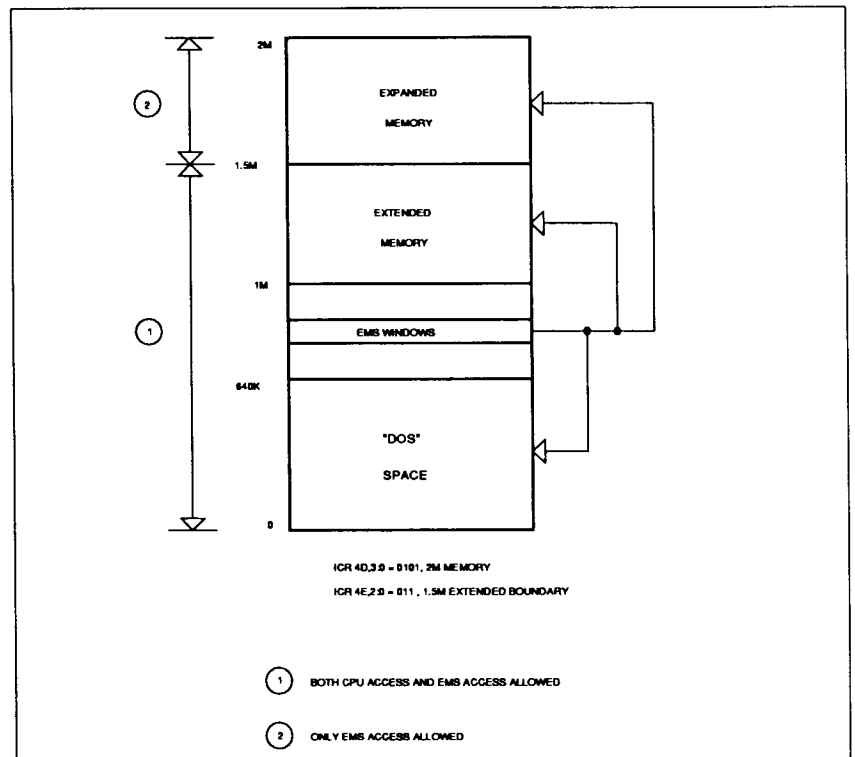 2M
EXPANDED
MEMORY
2
1.5M
EXTENDED
MEMORY
1M
1
EMS WINDOWS
640K
"DOS"
SPACE
0
ICR 4D,3:0 = 0101, 2M MEMORY
ICR 4E,2:0 = 011 , 1.5M EXTENDED BOUNDARY
1 BOTH CPU ACCESS AND EMS ACCESS ALLOWED
2 ONLY EMS ACCESS ALLOWED